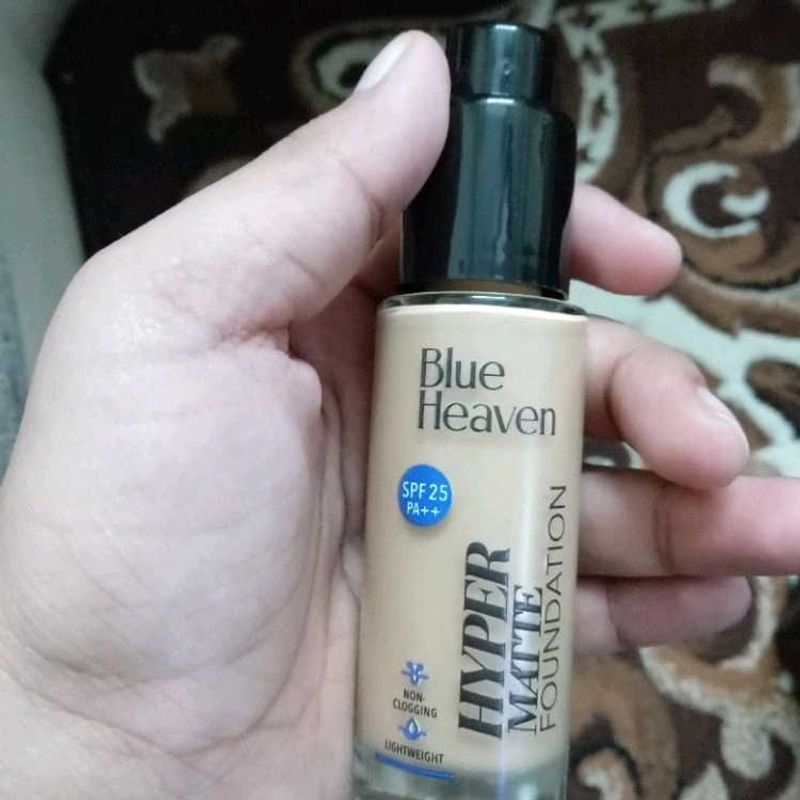 Blue
Heaven
SPF 25
PA++
HYPER
MATTE
FOUNDATION
NON-
CLOGGING
LIGHTWEIGHT